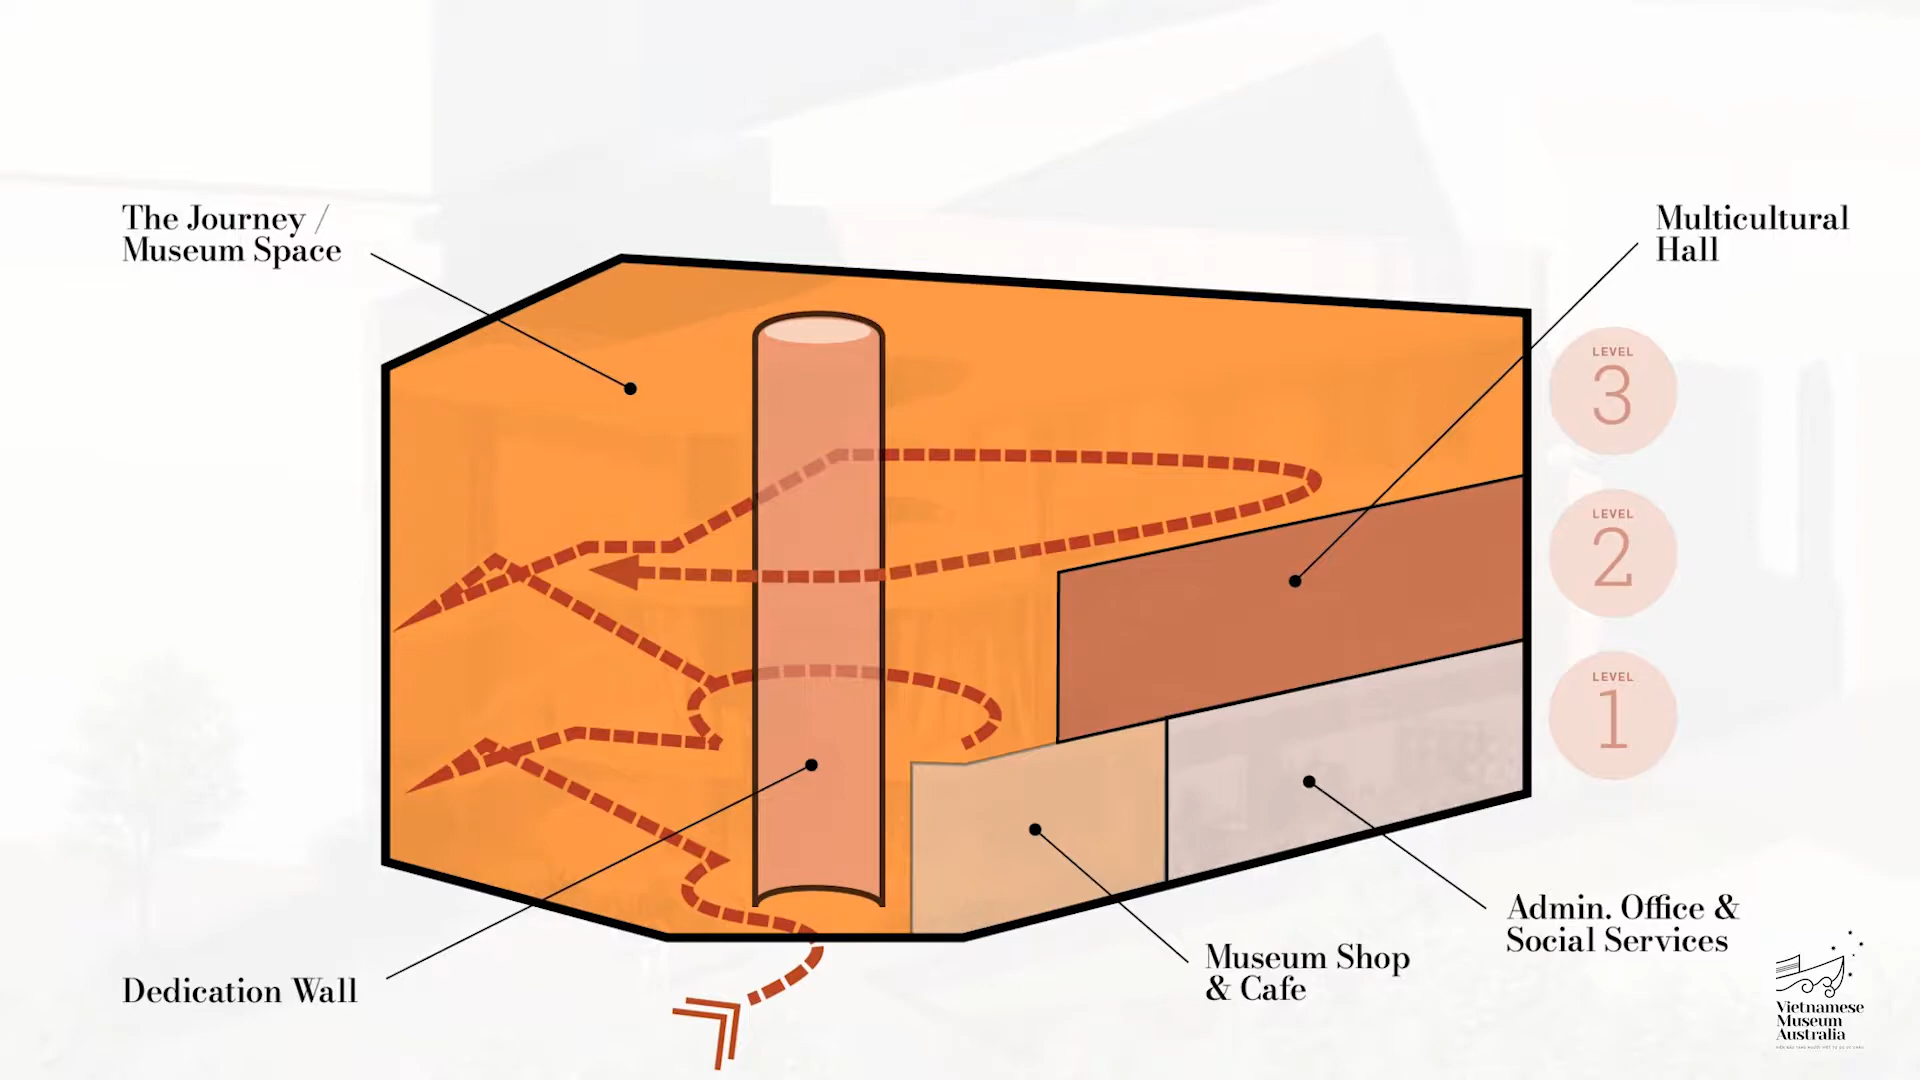 The Journey /
Museum Space
Multicultural
Hall
LEVEL
3
LEVEL
2
LEVEL
1
Admin. Office &
Social Services
Museum Shop
& Cafe
Dedication Wall
Vietnamese
Museum
Australia